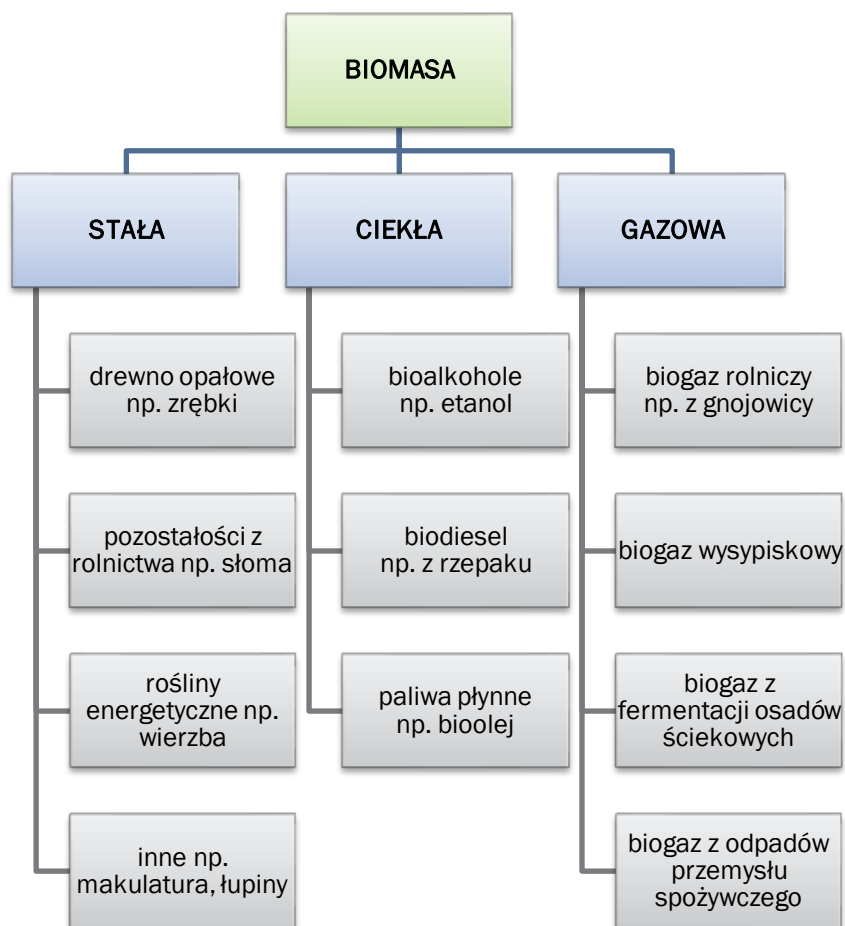 BIOMASA
STAŁA
CIEKŁA
GAZOWA
drewno opałowe
np. zrębki
pozostałości z
rolnictwa np. słoma
rośliny
energetyczne np.
wierzba
inne np.
makulatura, łupiny
bioalkohole
np. etanol
biodiesel
np. z rzepaku
paliwa płynne
np. bioolej
biogaz rolniczy
np. z gnojowicy
biogaz wysypiskowy
biogaz z
fermentacji osadów
ściekowych
biogaz z odpadów
przemysłu
spożywczego